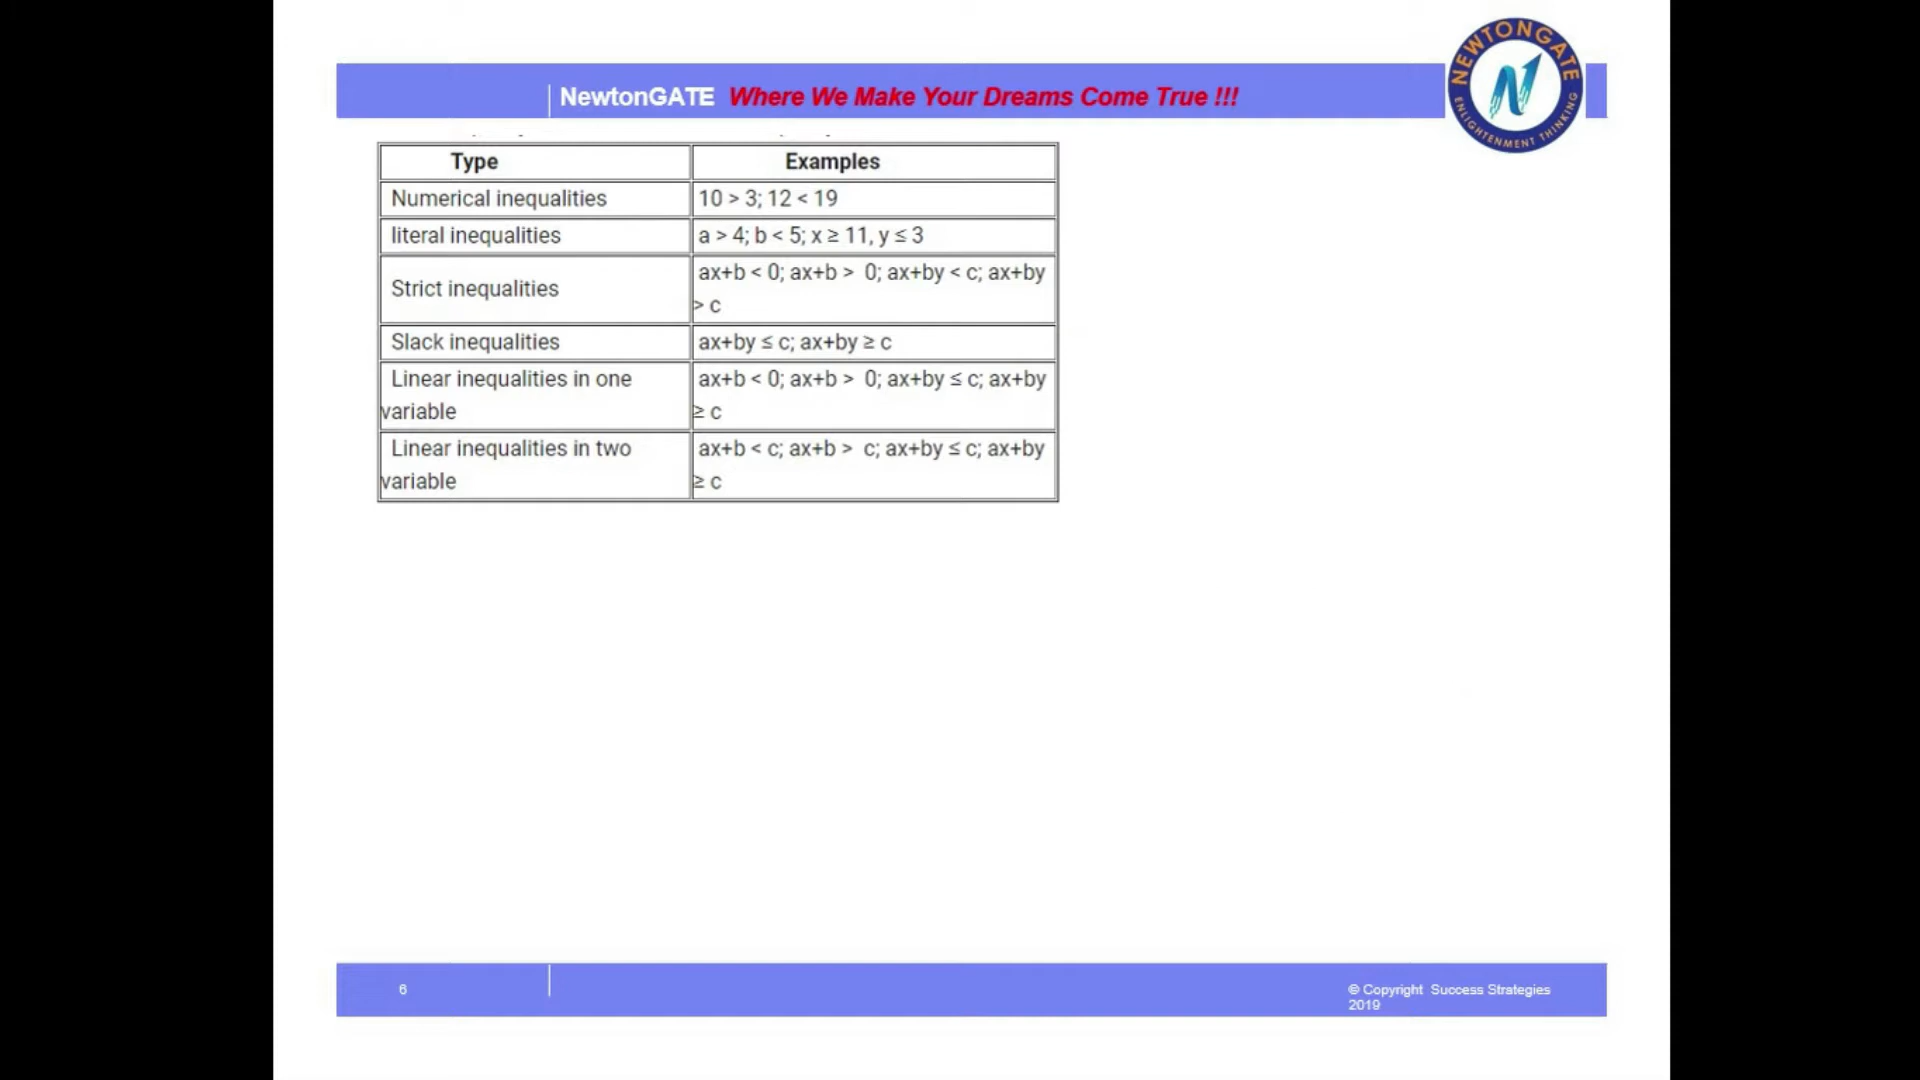 NewtonGATE Where We Make Your Dreams Come True !!!
NEWTONGATE
ENLIGHTENMENT THINKING
Type Examples
Numerical inequalities 10 > 3; 12 < 19
literal inequalities a > 4; b < 5; x ≥ 11, y ≤ 3
Strict inequalities ax+b < 0; ax+b > 0; ax+by < c; ax+by
> c
Slack inequalities ax+by ≤ c; ax+by ≥ c
Linear inequalities in one
variable
ax+b < 0; ax+b > 0; ax+by ≤ c; ax+by
≥ c
Linear inequalities in two
variable
ax+b < c; ax+b > c; ax+by ≤ c; ax+by
≥ c
6
© Copyright Success Strategies
2019